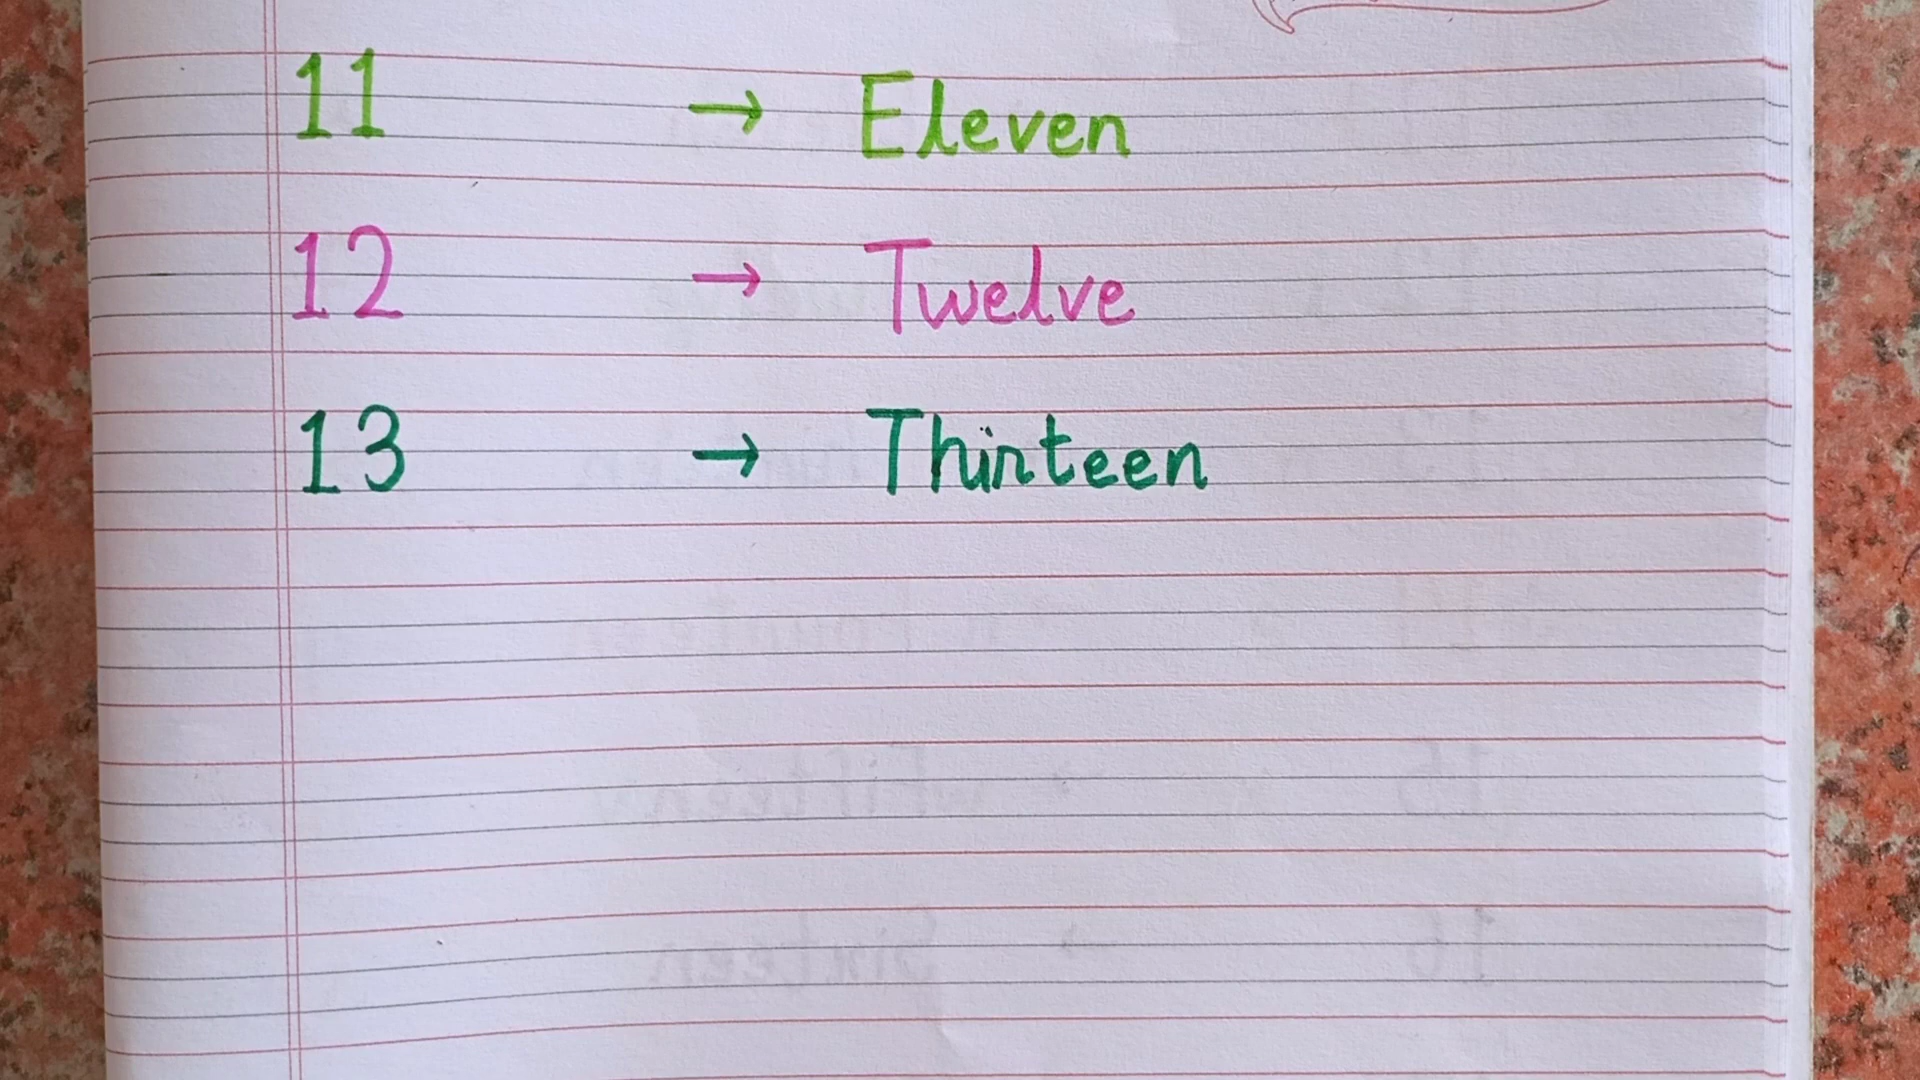 11 → Eleven
12 → Twelve
13 → Thirteen